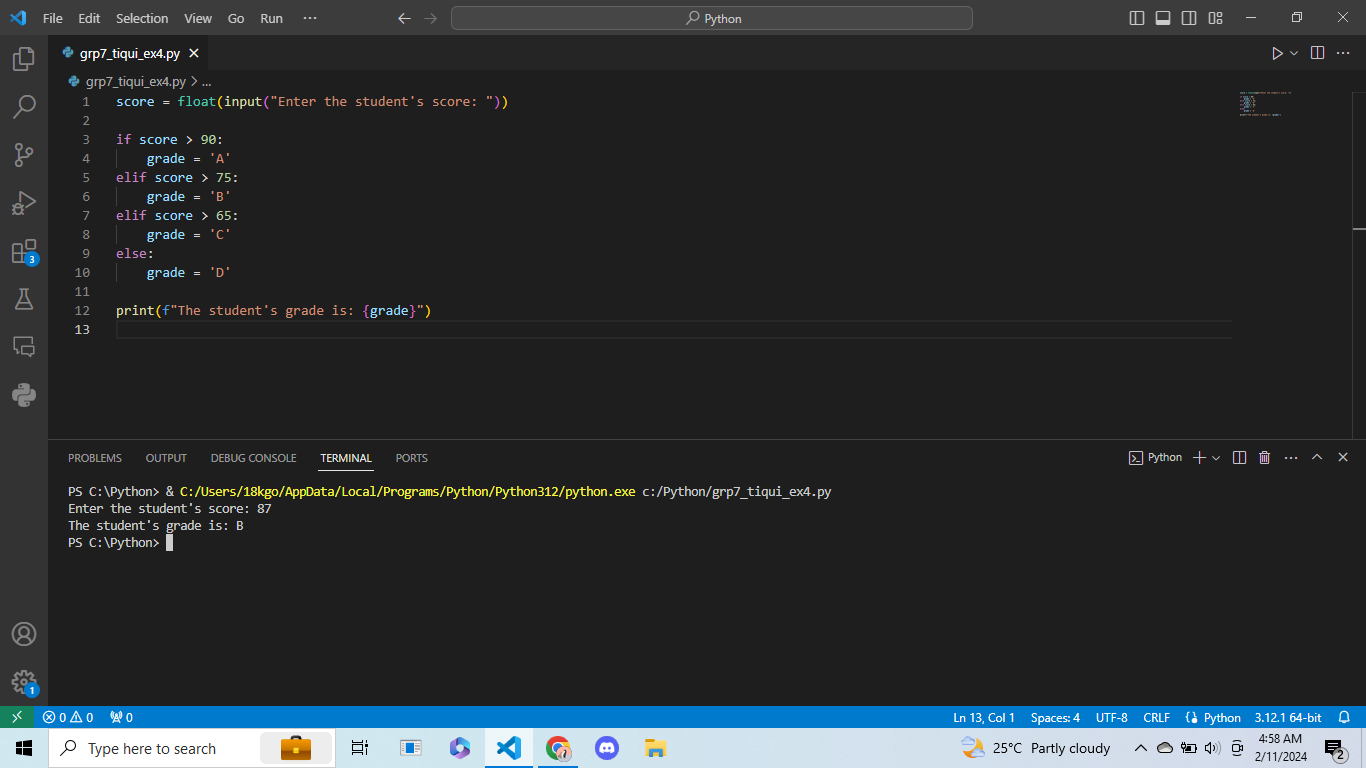 File Edit Selection View Go Run ··· Python
grp7_tiqui_ex4.py
grp7_tiqui_ex4.py > ...
1 score = float(input("Enter the student's score: "))
2
3 if score > 90:
4     grade = 'A'
5 elif score > 75:
6     grade = 'B'
7 elif score > 65:
8     grade = 'C'
9 else:
10     grade = 'D'
11
12 print(f"The student's grade is: {grade}")
13
3
1
PROBLEMS OUTPUT DEBUG CONSOLE TERMINAL PORTS Python
PS C:\Python> & C:/Users/18kgo/AppData/Local/Programs/Python/Python312/python.exe c:/Python/grp7_tiqui_ex4.py
Enter the student's score: 87
The student's grade is: B
PS C:\Python>
0 0 0 Ln 13, Col 1 Spaces: 4 UTF-8 CRLF Python 3.12.1 64-bit
Type here to search 25°C Partly cloudy 4:58 AM
2/11/2024 2